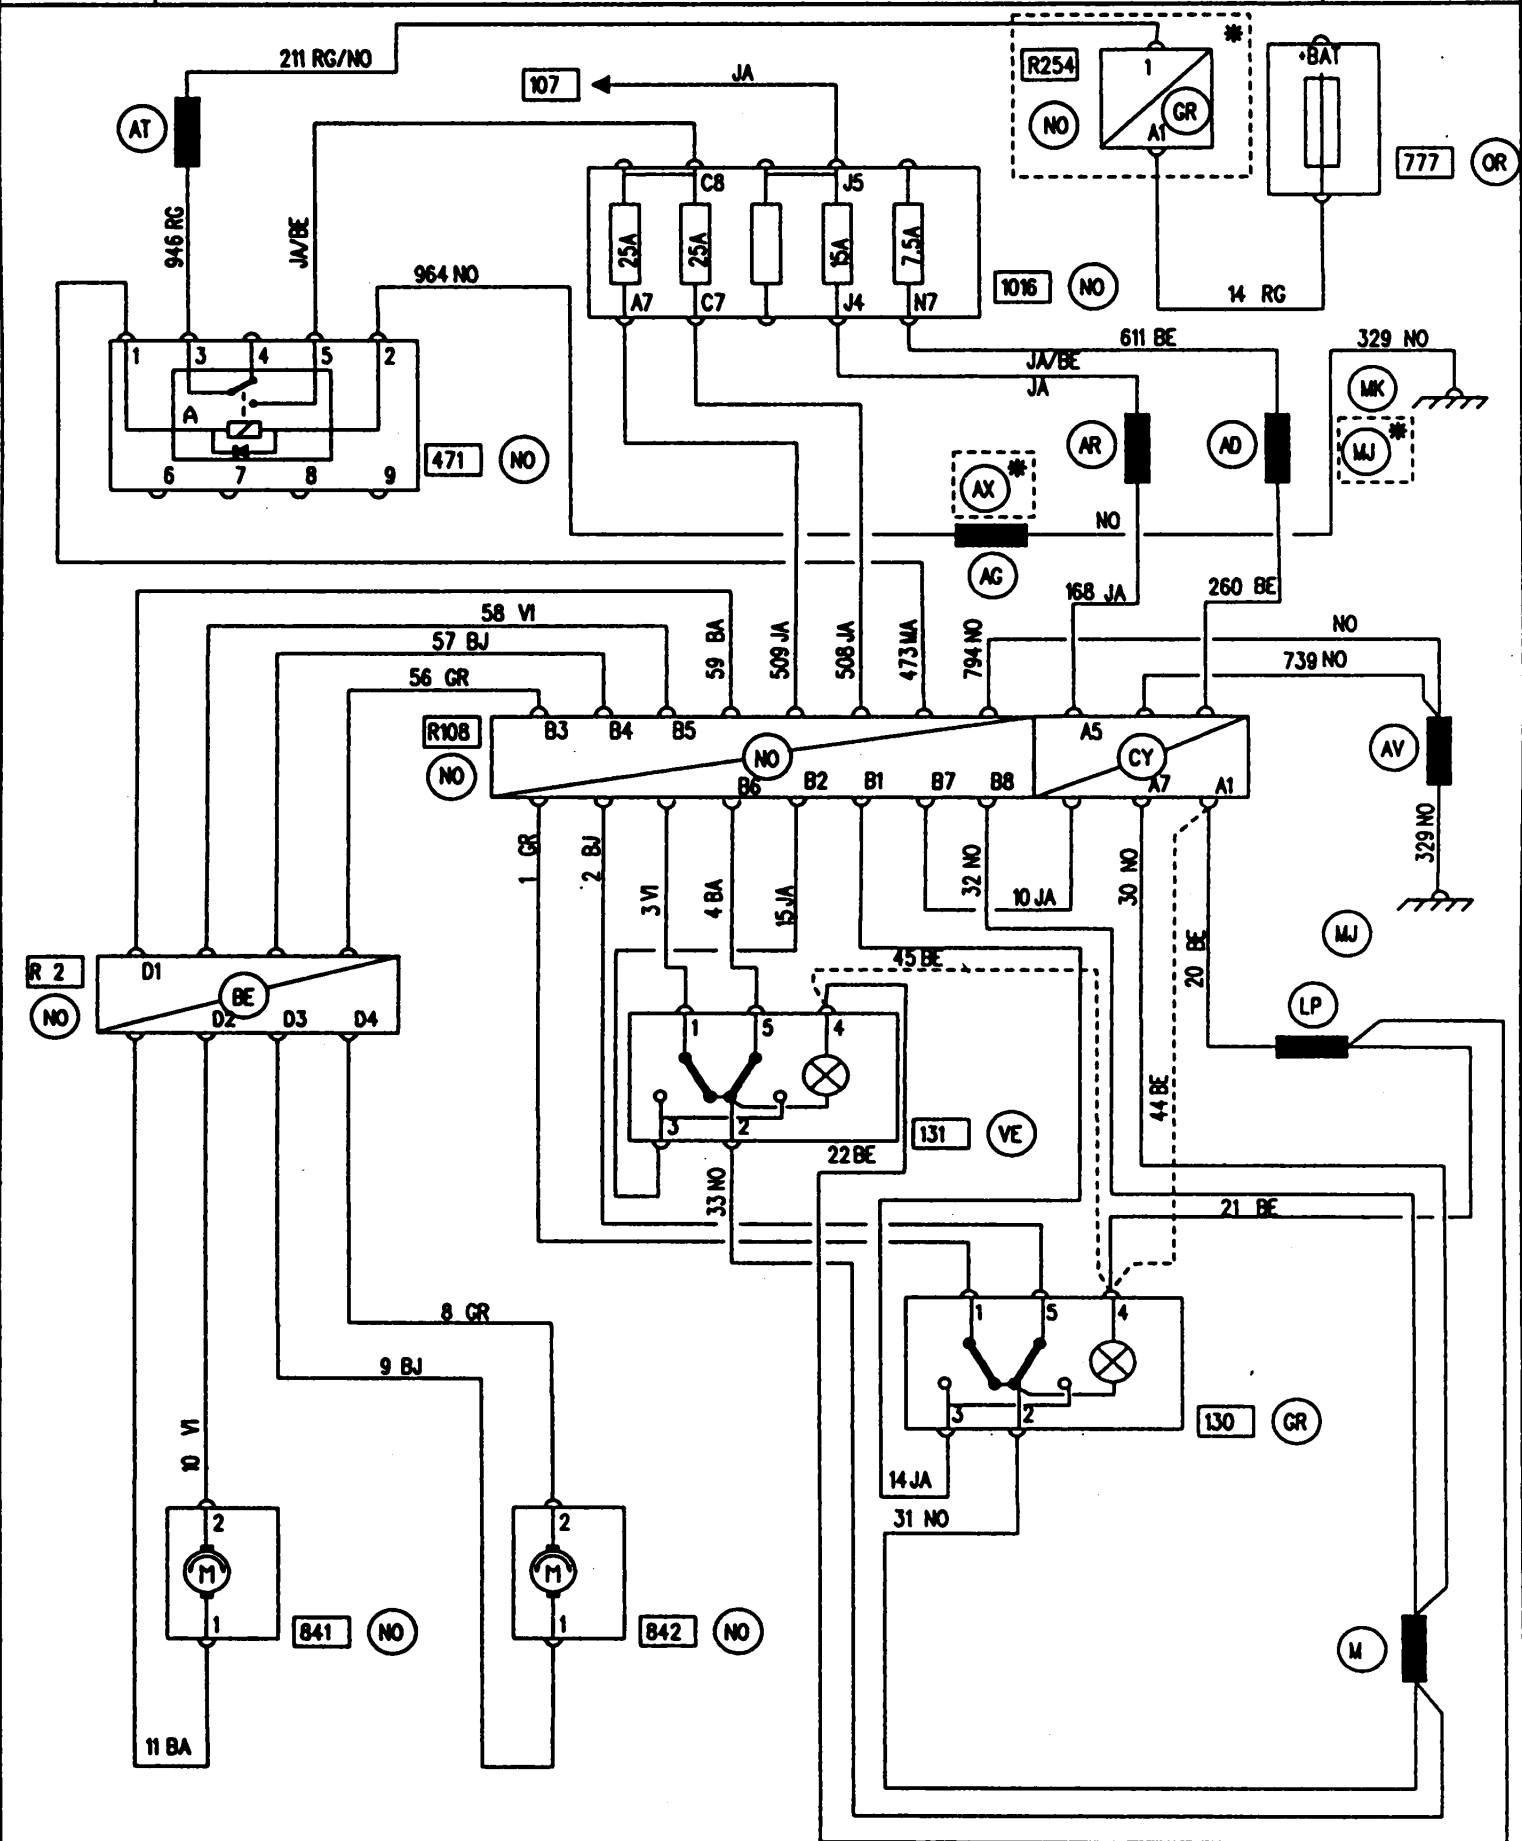 211 RG/NO
R254
*
1
+BAT
107
JA
NO
GR
A1
AT
777
OR
C8
J5
946 RG
JA/BE
25A
25A
15A
7.5A
964 NO
1016
NO
14 RG
A7
C7
J4
N7
611 BE
JA/BE
JA
329 NO
1
3
4
5
2
MK
A
*
MJ
471
NO
AR
AD
6
7
8
9
AX
*
NO
AG
168 JA
260 BE
58 VI
57 BJ
56 GR
59 BA
509 JA
508 JA
473 MA
794 NO
NO
739 NO
R108
NO
B3
B4
B5
NO
A5
CY
AV
B6
B2
B1
B7
B8
A7
A1
1 GR
2 BJ
3 VI
4 BA
15 JA
32 NO
10 JA
30 NO
329 NO
MJ
45 BE
20 BE
R 2
NO
D1
BE
D2
D3
D4
LP
1
5
4
44 BE
3
2
131
VE
22 BE
33 NO
21 BE
8 GR
1
5
4
9 BJ
3
2
130
GR
10 VI
14 JA
31 NO
2
M
1
841
NO
2
M
1
842
NO
M
11 BA